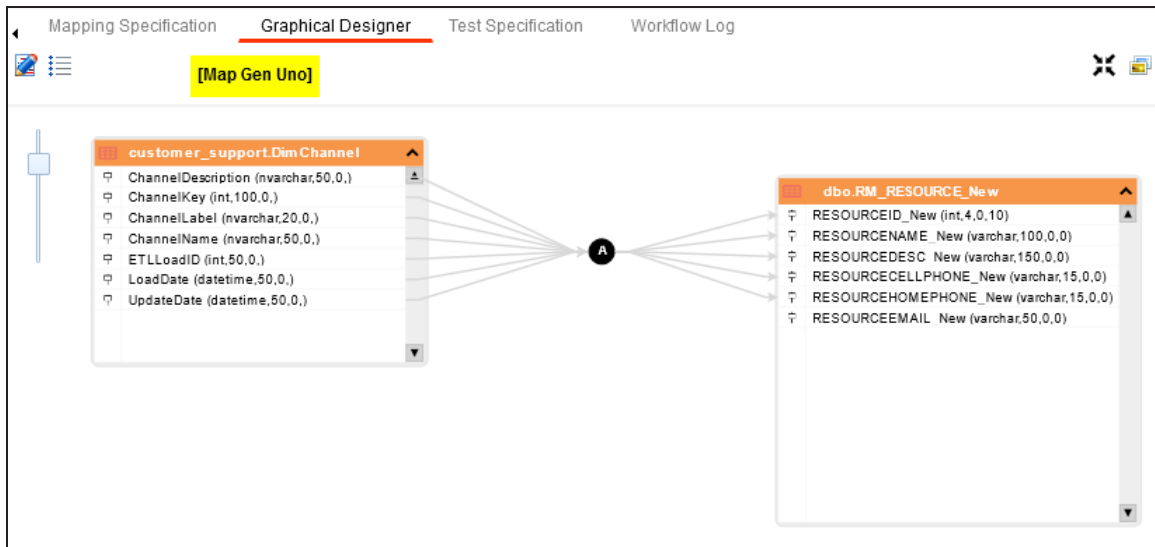 Mapping Specification Graphical Designer Test Specification Workflow Log
[Map Gen Uno]
customer_support.DimChannel
ChannelDescription (nvarchar,50,0,)
ChannelKey (int,100,0,)
ChannelLabel (nvarchar,20,0,)
ChannelName (nvarchar,50,0,)
ETLLoadID (int,50,0,)
LoadDate (datetime,50,0,)
UpdateDate (datetime,50,0,)
A
dbo.RM_RESOURCE_New
RESOURCEID_New (int,4,0,10)
RESOURCENAME_New (varchar,100,0,0)
RESOURCEDESC_New (varchar,150,0,0)
RESOURCECELLPHONE_New (varchar,15,0,0)
RESOURCEHOMEPHONE_New (varchar,15,0,0)
RESOURCEEMAIL_New (varchar,50,0,0)